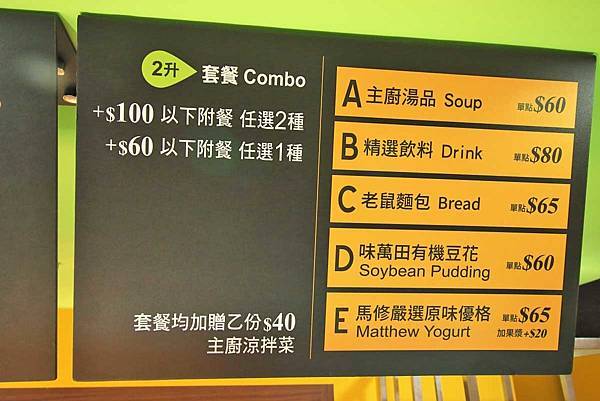 2升 套餐 Combo
+$100 以下附餐 任選2種
+$60 以下附餐 任選1種
套餐均加贈乙份$40
主廚涼拌菜
A 主廚湯品 Soup 單點$60
B 精選飲料 Drink 單點$80
C 老鼠麵包 Bread 單點$65
D 味萬田有機豆花 單點$60
Soybean Pudding
E 馬修嚴選原味優格 單點$65
Matthew Yogurt 加果漿+$20